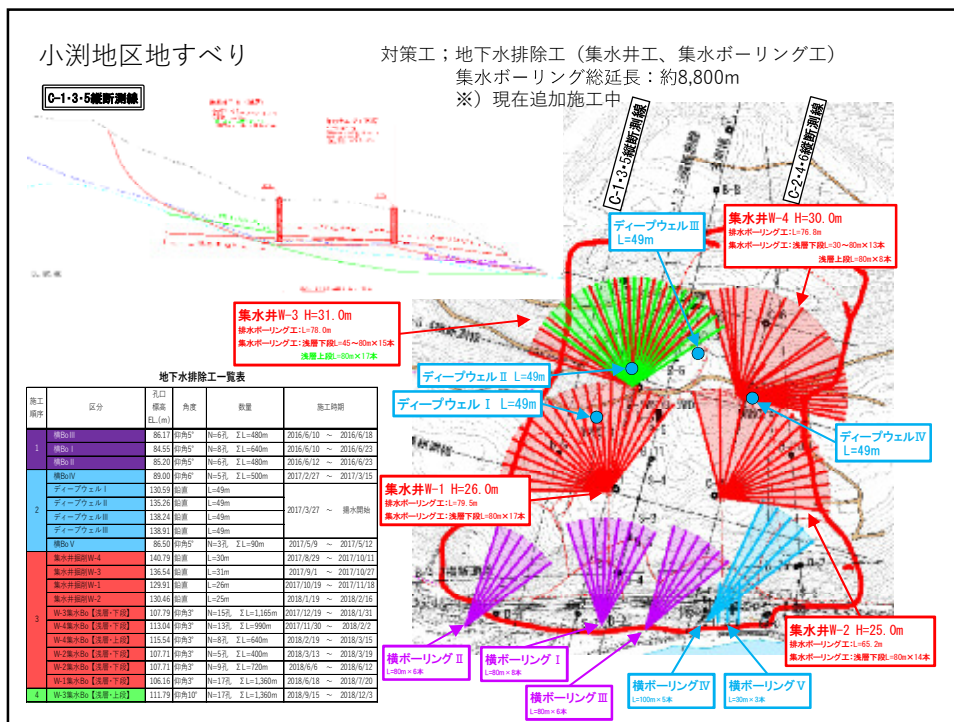 小渕地区地すべり
対策工；地下水排除工（集水井工、集水ボーリング工）
集水ボーリング総延長：約8,800m
※）現在追加施工中
C-1・3・5縦断測線
C-1・3・5縦断測線
C-2・4・6縦断測線
集水井W-4 H=30.0m
排水ボーリング工:L=76.8m
集水ボーリング工:浅層下段L=30～80m×13本
浅層上段L=80m×8本
ディープウェルⅢ
L=49m
集水井W-3 H=31.0m
排水ボーリング工:L=78.0m
集水ボーリング工:浅層下段L=45～80m×15本
浅層上段L=80m×17本
ディープウェルⅡ L=49m
ディープウェルⅠ L=49m
ディープウェルⅣ
L=49m
集水井W-1 H=26.0m
排水ボーリング工:L=79.5m
集水ボーリング工:浅層下段L=80m×17本
集水井W-2 H=25.0m
排水ボーリング工:L=65.2m
集水ボーリング工:浅層下段L=80m×14本
横ボーリングⅡ
L=80m×6本
横ボーリングⅠ
L=80m×8本
横ボーリングⅢ
L=80m×6本
横ボーリングⅣ
L=100m×5本
横ボーリングⅤ
L=30m×3本
地下水排除工一覧表
施工順序 区分 孔口標高EL.(m) 角度 数量 施工時期
1 横BoⅢ 86.17 仰角5° N=6孔 ΣL=480m 2016/6/10 ～ 2016/6/18
横BoⅠ 84.55 仰角5° N=8孔 ΣL=640m 2016/6/10 ～ 2016/6/23
横BoⅡ 85.20 仰角5° N=6孔 ΣL=480m 2016/6/12 ～ 2016/6/23
2 横BoⅣ 89.00 仰角6° N=5孔 ΣL=500m 2017/2/27 ～ 2017/3/15
ディープウェルⅠ 130.59 鉛直 L=49m 2017/3/27 ～ 揚水開始
ディープウェルⅡ 135.26 鉛直 L=49m
ディープウェルⅢ 138.24 鉛直 L=49m
ディープウェルⅢ 138.91 鉛直 L=49m
横BoⅤ 86.50 仰角5° N=3孔 ΣL=90m 2017/5/9 ～ 2017/5/12
3 集水井掘削W-4 140.79 鉛直 L=30m 2017/8/29 ～ 2017/10/11
集水井掘削W-3 136.54 鉛直 L=31m 2017/9/1 ～ 2017/10/27
集水井掘削W-1 129.91 鉛直 L=26m 2017/10/19 ～ 2017/11/18
集水井掘削W-2 130.46 鉛直 L=25m 2018/1/19 ～ 2018/2/16
W-3集水Bo【浅層・下段】 107.79 仰角3° N=15孔 ΣL=1,165m 2017/12/19 ～ 2018/1/31
W-4集水Bo【浅層・下段】 113.04 仰角3° N=13孔 ΣL=990m 2017/11/30 ～ 2018/2/2
W-4集水Bo【浅層・上段】 115.54 仰角3° N=8孔 ΣL=640m 2018/2/19 ～ 2018/3/15
W-2集水Bo【浅層・下段】 107.71 仰角3° N=5孔 ΣL=400m 2018/3/13 ～ 2018/3/19
W-2集水Bo【浅層・下段】 107.71 仰角3° N=9孔 ΣL=720m 2018/6/6 ～ 2018/6/12
W-1集水Bo【浅層・下段】 106.16 仰角3° N=17孔 ΣL=1,360m 2018/6/18 ～ 2018/7/20
4 W-3集水Bo【浅層・上段】 111.79 仰角10° N=17孔 ΣL=1,360m 2018/9/15 ～ 2018/12/3